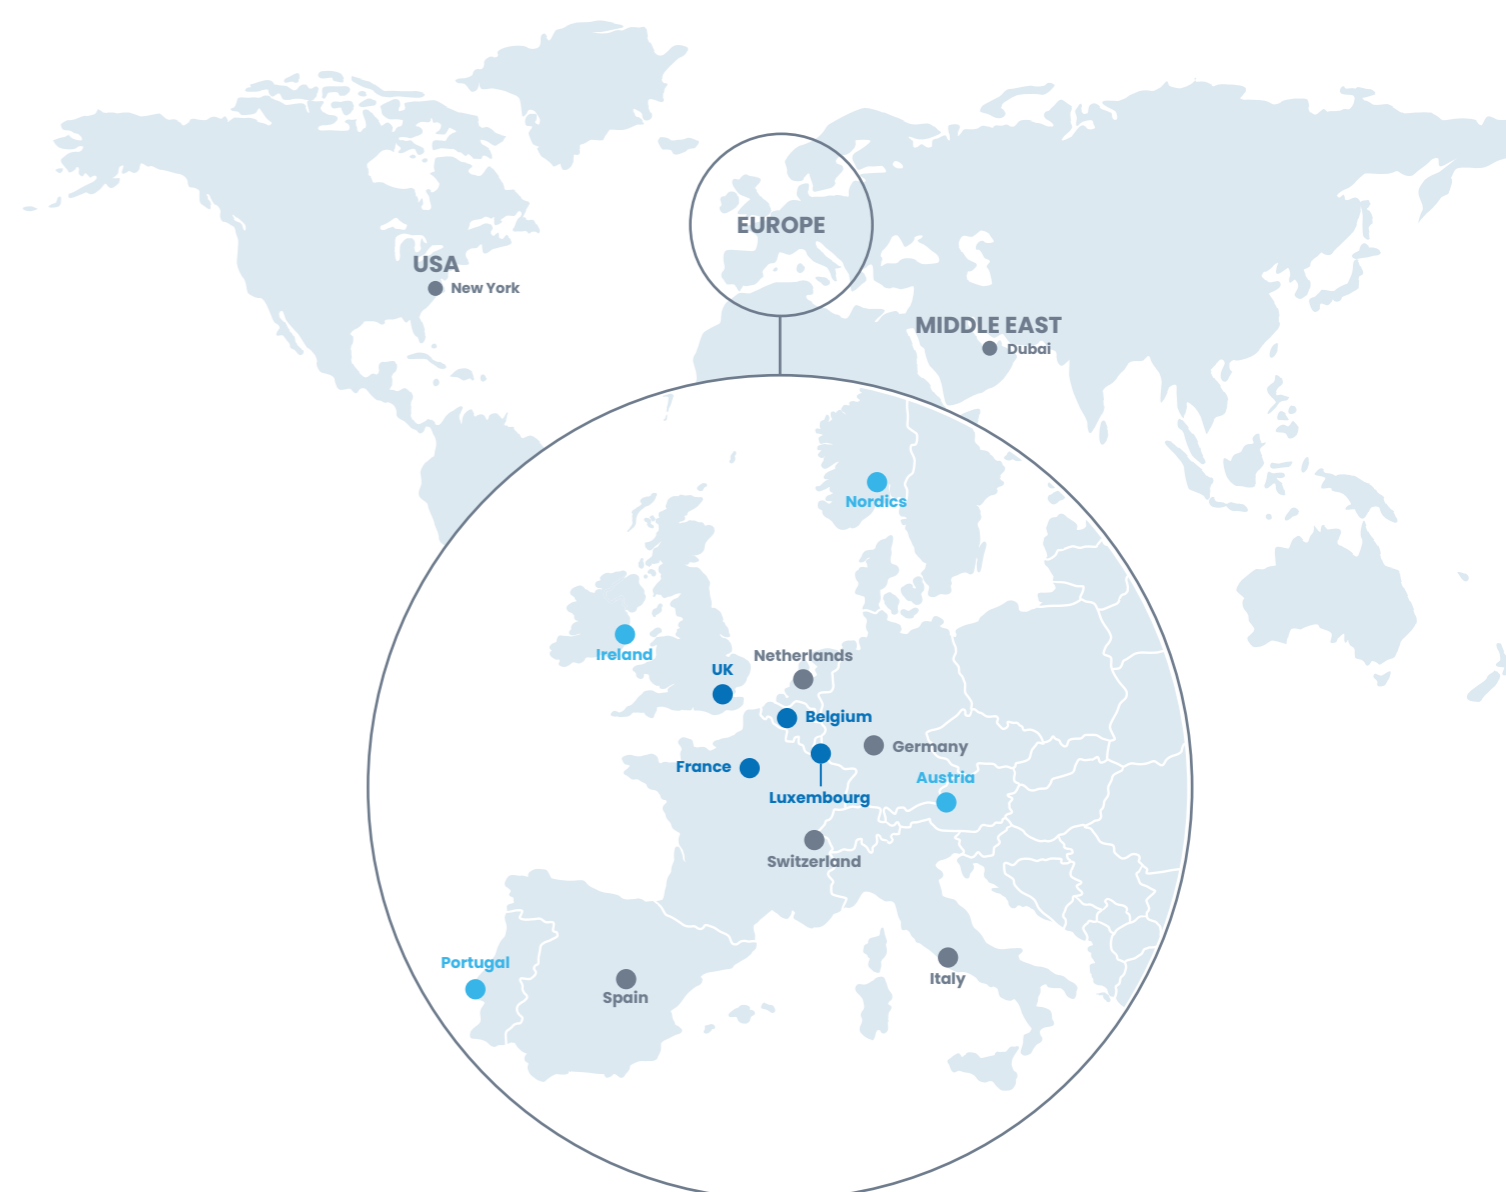 EUROPE
USA
New York
MIDDLE EAST
Dubai
Nordics
Ireland
Netherlands
UK
Belgium
Germany
France
Austria
Luxembourg
Switzerland
Portugal
Spain
Italy